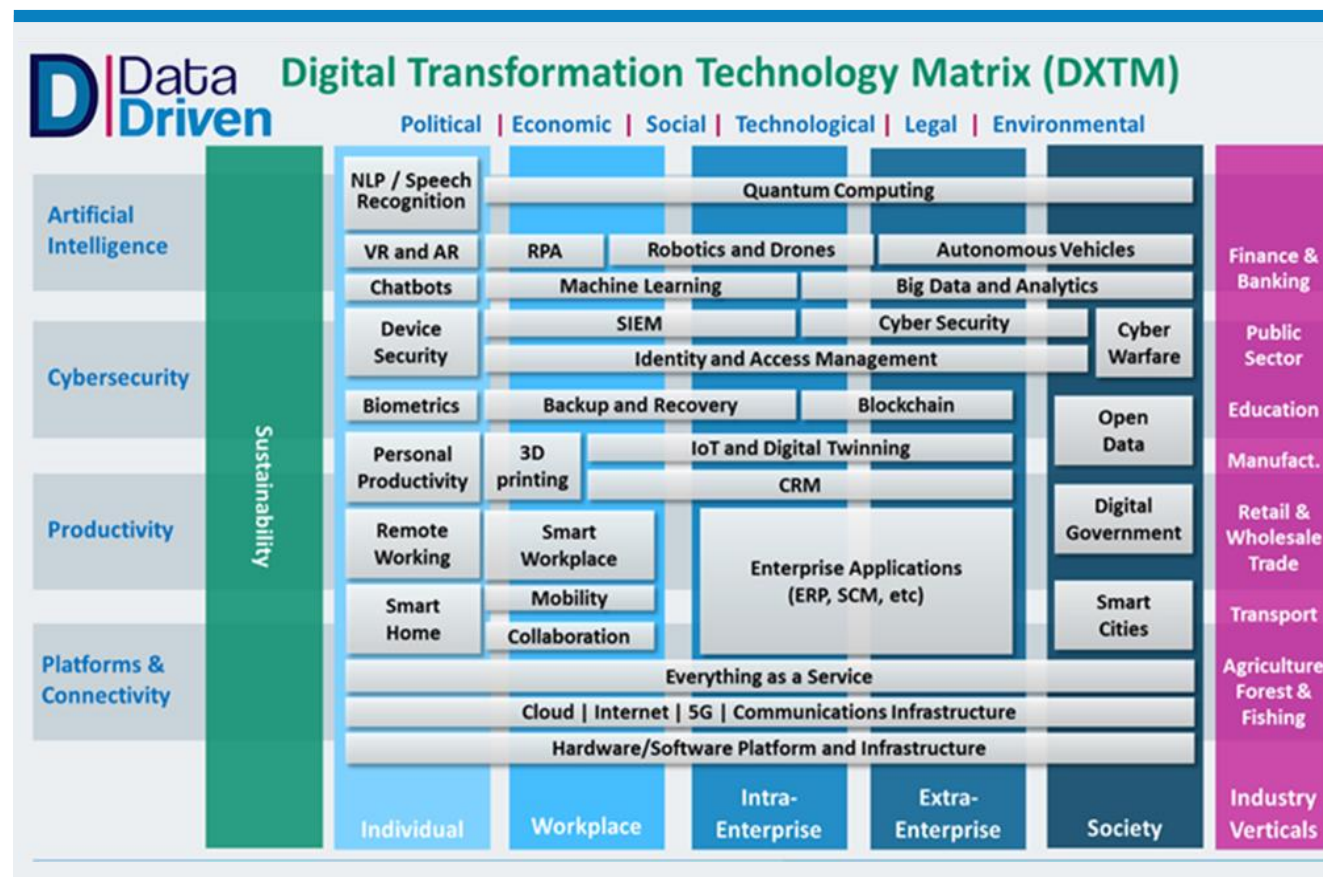 D Data
Driven
Digital Transformation Technology Matrix (DXTM)
Political | Economic | Social | Technological | Legal | Environmental
Artificial
Intelligence
Cybersecurity
Productivity
Platforms &
Connectivity
Sustainability
NLP / Speech
Recognition
Quantum Computing
VR and AR
RPA
Robotics and Drones
Autonomous Vehicles
Chatbots
Machine Learning
Big Data and Analytics
Device
Security
SIEM
Cyber Security
Cyber
Warfare
Identity and Access Management
Biometrics
Backup and Recovery
Blockchain
Open
Data
Personal
Productivity
3D
printing
IoT and Digital Twinning
CRM
Digital
Government
Remote
Working
Smart
Workplace
Enterprise Applications
(ERP, SCM, etc)
Smart
Home
Mobility
Collaboration
Smart
Cities
Everything as a Service
Cloud | Internet | 5G | Communications Infrastructure
Hardware/Software Platform and Infrastructure
Individual
Workplace
Intra-
Enterprise
Extra-
Enterprise
Society
Finance &
Banking
Public
Sector
Education
Manufact.
Retail &
Wholesale
Trade
Transport
Agriculture
Forest &
Fishing
Industry
Verticals